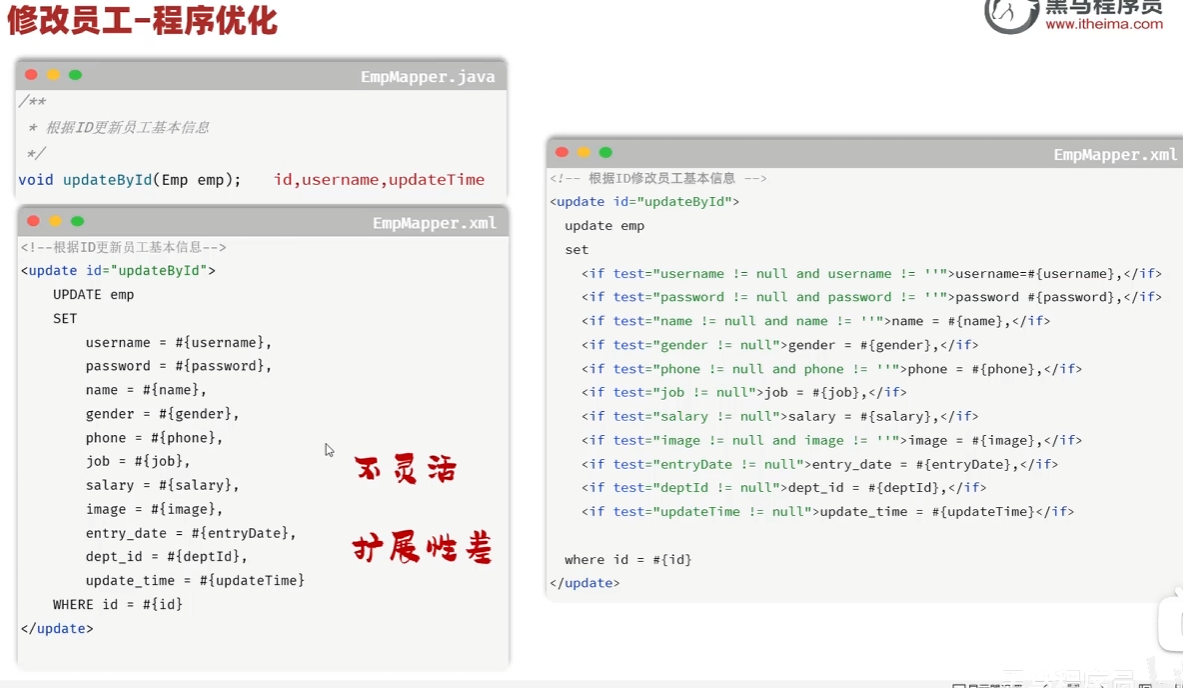 修改员工-程序优化
黑马程序员
www.itheima.com
EmpMapper.java
/**
* 根据ID更新员工基本信息
*/
void updateById(Emp emp); id,username,updateTime
EmpMapper.xml
<!--根据ID更新员工基本信息-->
<update id="updateById">
UPDATE emp
SET
username = #{username},
password = #{password},
name = #{name},
gender = #{gender},
phone = #{phone},
job = #{job},
salary = #{salary},
image = #{image},
entry_date = #{entryDate},
dept_id = #{deptId},
update_time = #{updateTime}
WHERE id = #{id}
</update>
不灵活
扩展性差
EmpMapper.xml
<!-- 根据ID修改员工基本信息 -->
<update id="updateById">
update emp
set
<if test="username != null and username != ''">username=#{username},</if>
<if test="password != null and password != ''">password #{password},</if>
<if test="name != null and name != ''">name = #{name},</if>
<if test="gender != null">gender = #{gender},</if>
<if test="phone != null and phone != ''">phone = #{phone},</if>
<if test="job != null">job = #{job},</if>
<if test="salary != null">salary = #{salary},</if>
<if test="image != null and image != ''">image = #{image},</if>
<if test="entryDate != null">entry_date = #{entryDate},</if>
<if test="deptId != null">dept_id = #{deptId},</if>
<if test="updateTime != null">update_time = #{updateTime}</if>
where id = #{id}
</update>